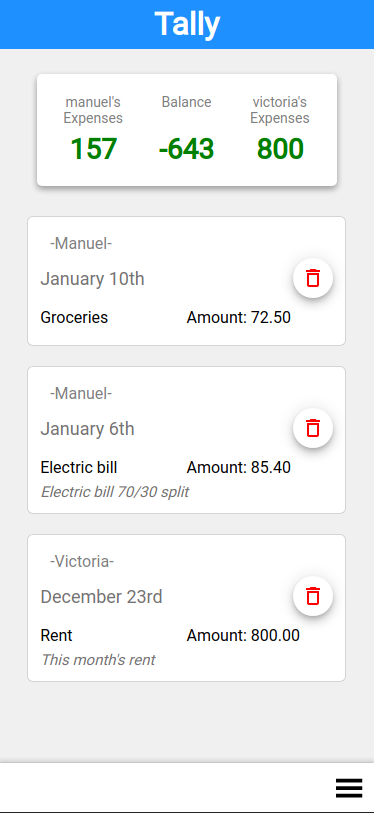 Tally
manuel's
Expenses
157
Balance
-643
victoria's
Expenses
800
-Manuel-
January 10th
Groceries Amount: 72.50
-Manuel-
January 6th
Electric bill Amount: 85.40
Electric bill 70/30 split
-Victoria-
December 23rd
Rent Amount: 800.00
This month's rent